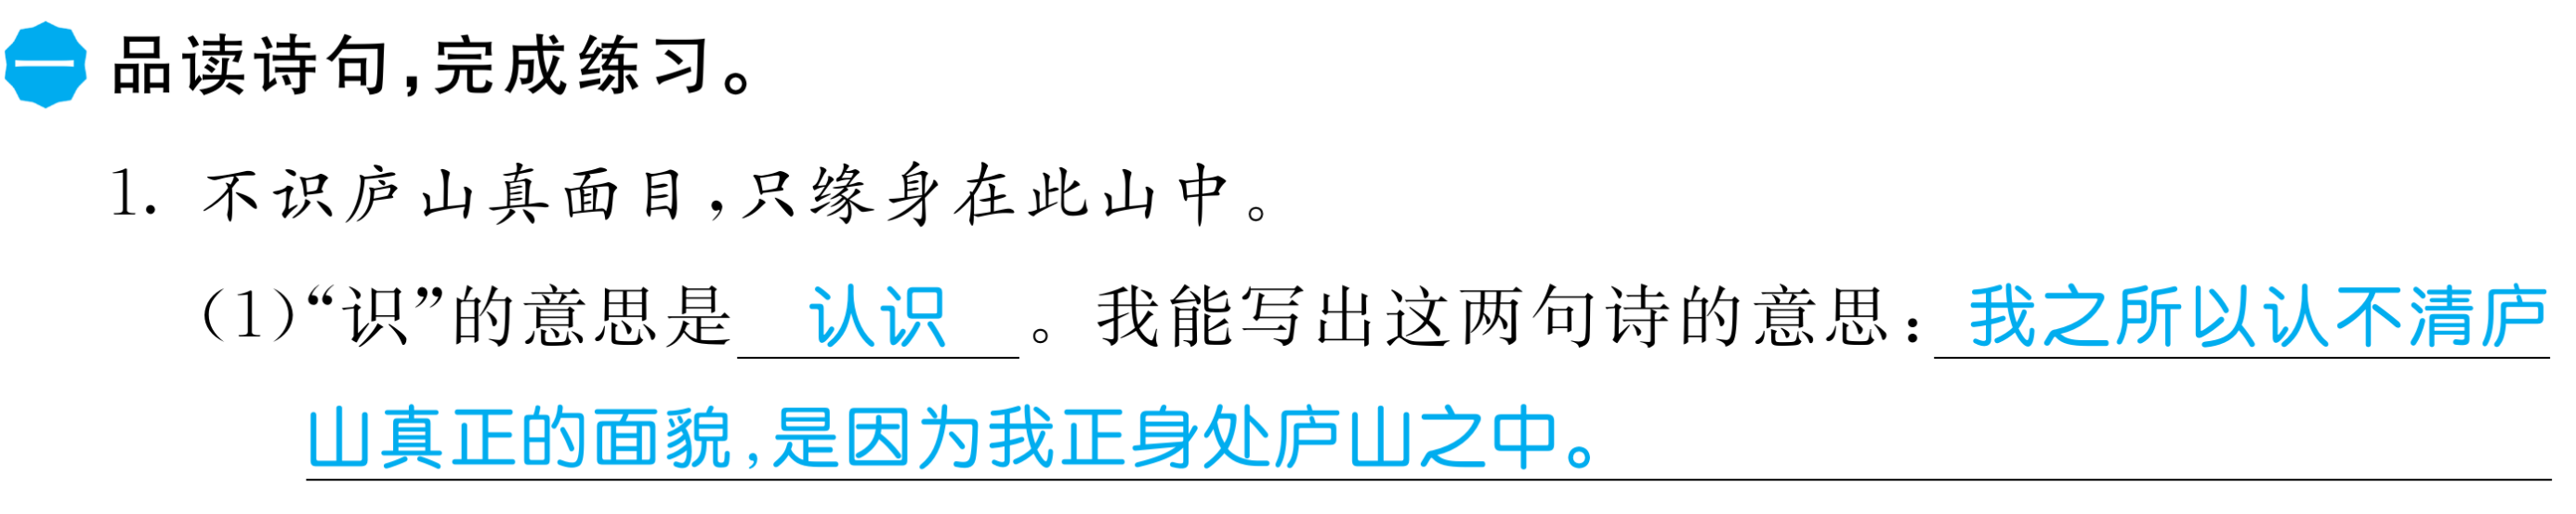 一 品读诗句,完成练习。
1. 不识庐山真面目,只缘身在此山中。
(1)“识”的意思是 认识 。我能写出这两句诗的意思: 我之所以认不清庐
山真正的面貌,是因为我正身处庐山之中。